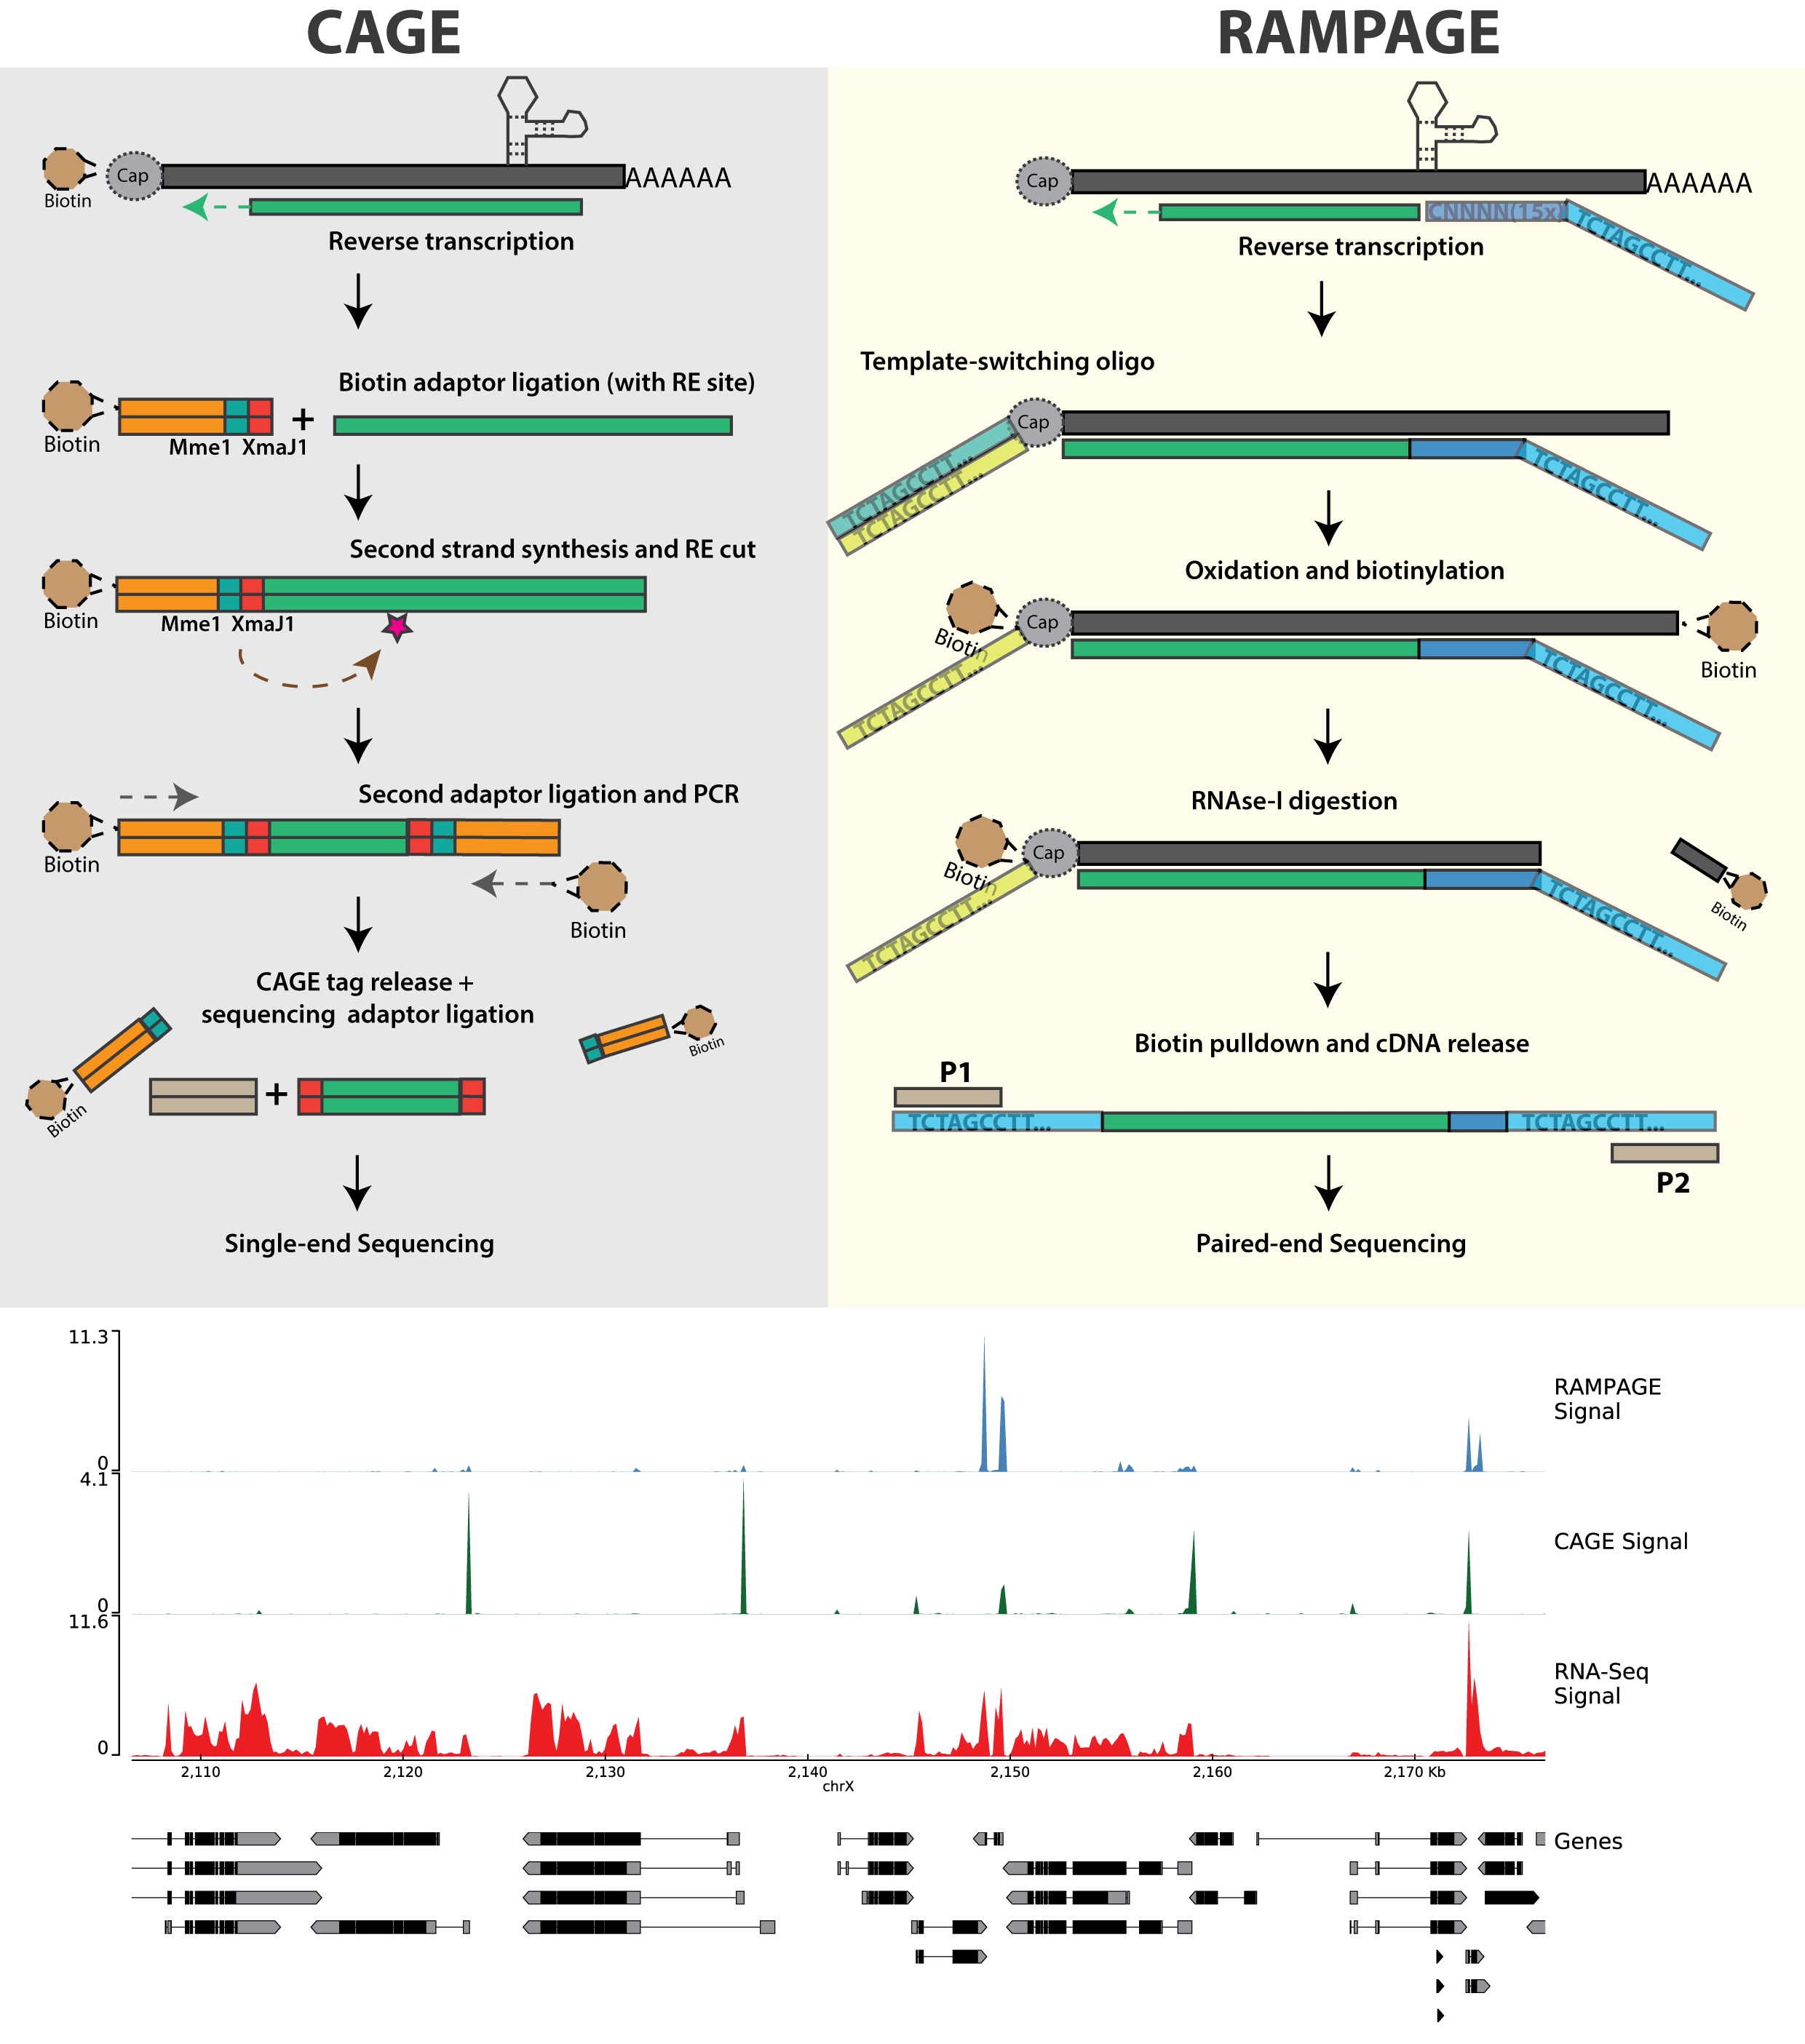 CAGE
Cap
AAAAAA
Biotin
Reverse transcription
Biotin adaptor ligation (with RE site)
Biotin
+
Mme1 XmaJ1
Second strand synthesis and RE cut
Biotin
Mme1 XmaJ1
Second adaptor ligation and PCR
Biotin
Biotin
CAGE tag release +
sequencing adaptor ligation
Biotin
Biotin
+
Single-end Sequencing
RAMPAGE
Cap
AAAAAA
CNNNN(15x)
TCTAGCCTT...
Reverse transcription
Template-switching oligo
Cap
TCTAGCCTT...
TCTAGCCTT...
TCTAGCCTT...
Oxidation and biotinylation
Cap
Biotin
Biotin
TCTAGCCTT...
TCTAGCCTT...
RNAse-I digestion
Cap
Biotin
Biotin
TCTAGCCTT...
TCTAGCCTT...
Biotin pulldown and cDNA release
P1
TCTAGCCTT...
TCTAGCCTT...
P2
Paired-end Sequencing
11.3
RAMPAGE
Signal
0
4.1
CAGE Signal
0
11.6
RNA-Seq
Signal
0
2,110 2,120 2,130 2,140 2,150 2,160 2,170 Kb
chrX
Genes